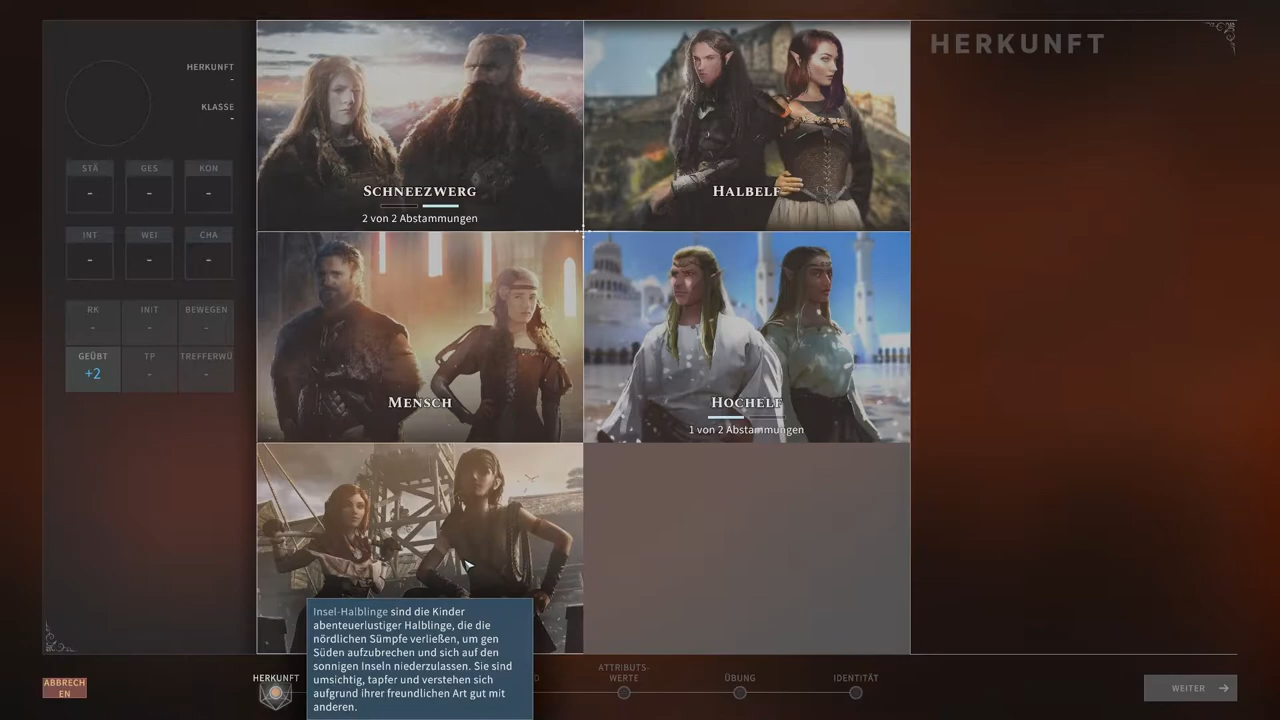 HERKUNFT
HERKUNFT
-
KLASSE
-
STÄ
GES
KON
-
-
-
INT
WEI
CHA
-
-
-
RK
INIT
BEWEGEN
-
-
-
GEÜBT
TP
TREFFERWÜ
+2
-
-
SCHNEEZWERG
2 von 2 Abstammungen
HALBELF
MENSCH
HOCHELF
1 von 2 Abstammungen
Insel-Halblinge sind die Kinder
abenteuerlustiger Halblinge, die die
nördlichen Sümpfe verließen, um gen
Süden aufzubrechen und sich auf den
sonnigen Inseln niederzulassen. Sie sind
umsichtig, tapfer und verstehen sich
aufgrund ihrer freundlichen Art gut mit
anderen.
ABBRECH
EN
HERKUNFT
D
ATTRIBUTS-
WERTE
ÜBUNG
IDENTITÄT
WEITER